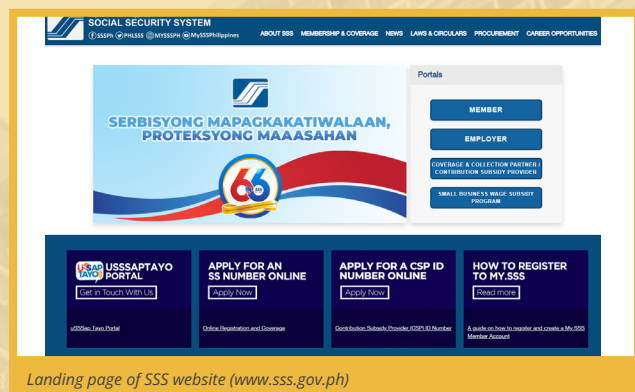 SOCIAL SECURITY SYSTEM
SSSPh PHLSSS MYSSSPH MySSSPhilippines
ABOUT SSS MEMBERSHIP & COVERAGE NEWS LAWS & CIRCULARS PROCUREMENT CAREER OPPORTUNITIES
SERBISYONG MAPAGKAKATIWALAAN,
PROTEKSYONG MAAASAHAN
66
Portals
MEMBER
EMPLOYER
COVERAGE & COLLECTION PARTNER /
CONTRIBUTION SUBSIDY PROVIDER
SMALL BUSINESS WAGE SUBSIDY
PROGRAM
USSAP TAYO
USSSAPTAYO
PORTAL
Get in Touch With Us
uSSSap Tayo Portal
APPLY FOR AN
SS NUMBER ONLINE
Apply Now
Online Registration and Coverage
APPLY FOR A CSP ID
NUMBER ONLINE
Apply Now
Contribution Subsidy Provider (CSP) ID Number
HOW TO REGISTER
TO MY.SSS
Read more
A guide on how to register and create a My.SSS
Member Account
Landing page of SSS website (www.sss.gov.ph)